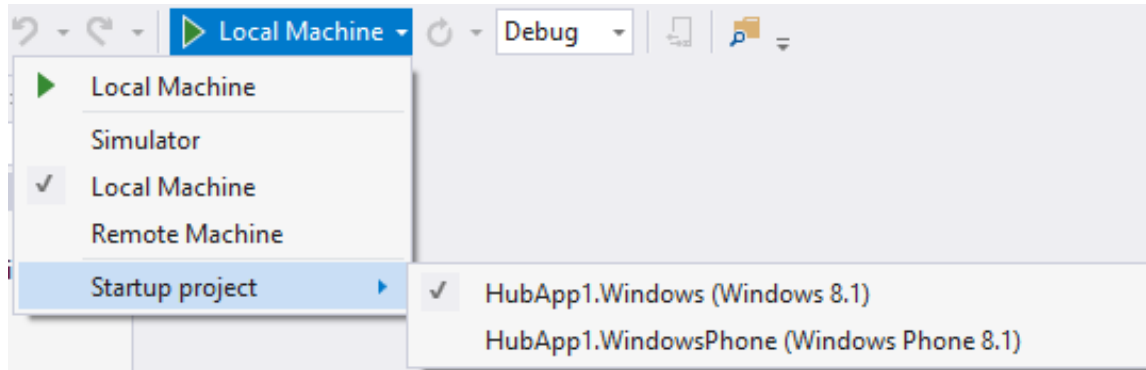 Local Machine Debug
Local Machine
Simulator
Local Machine
Remote Machine
Startup project
HubApp1.Windows (Windows 8.1)
HubApp1.WindowsPhone (Windows Phone 8.1)